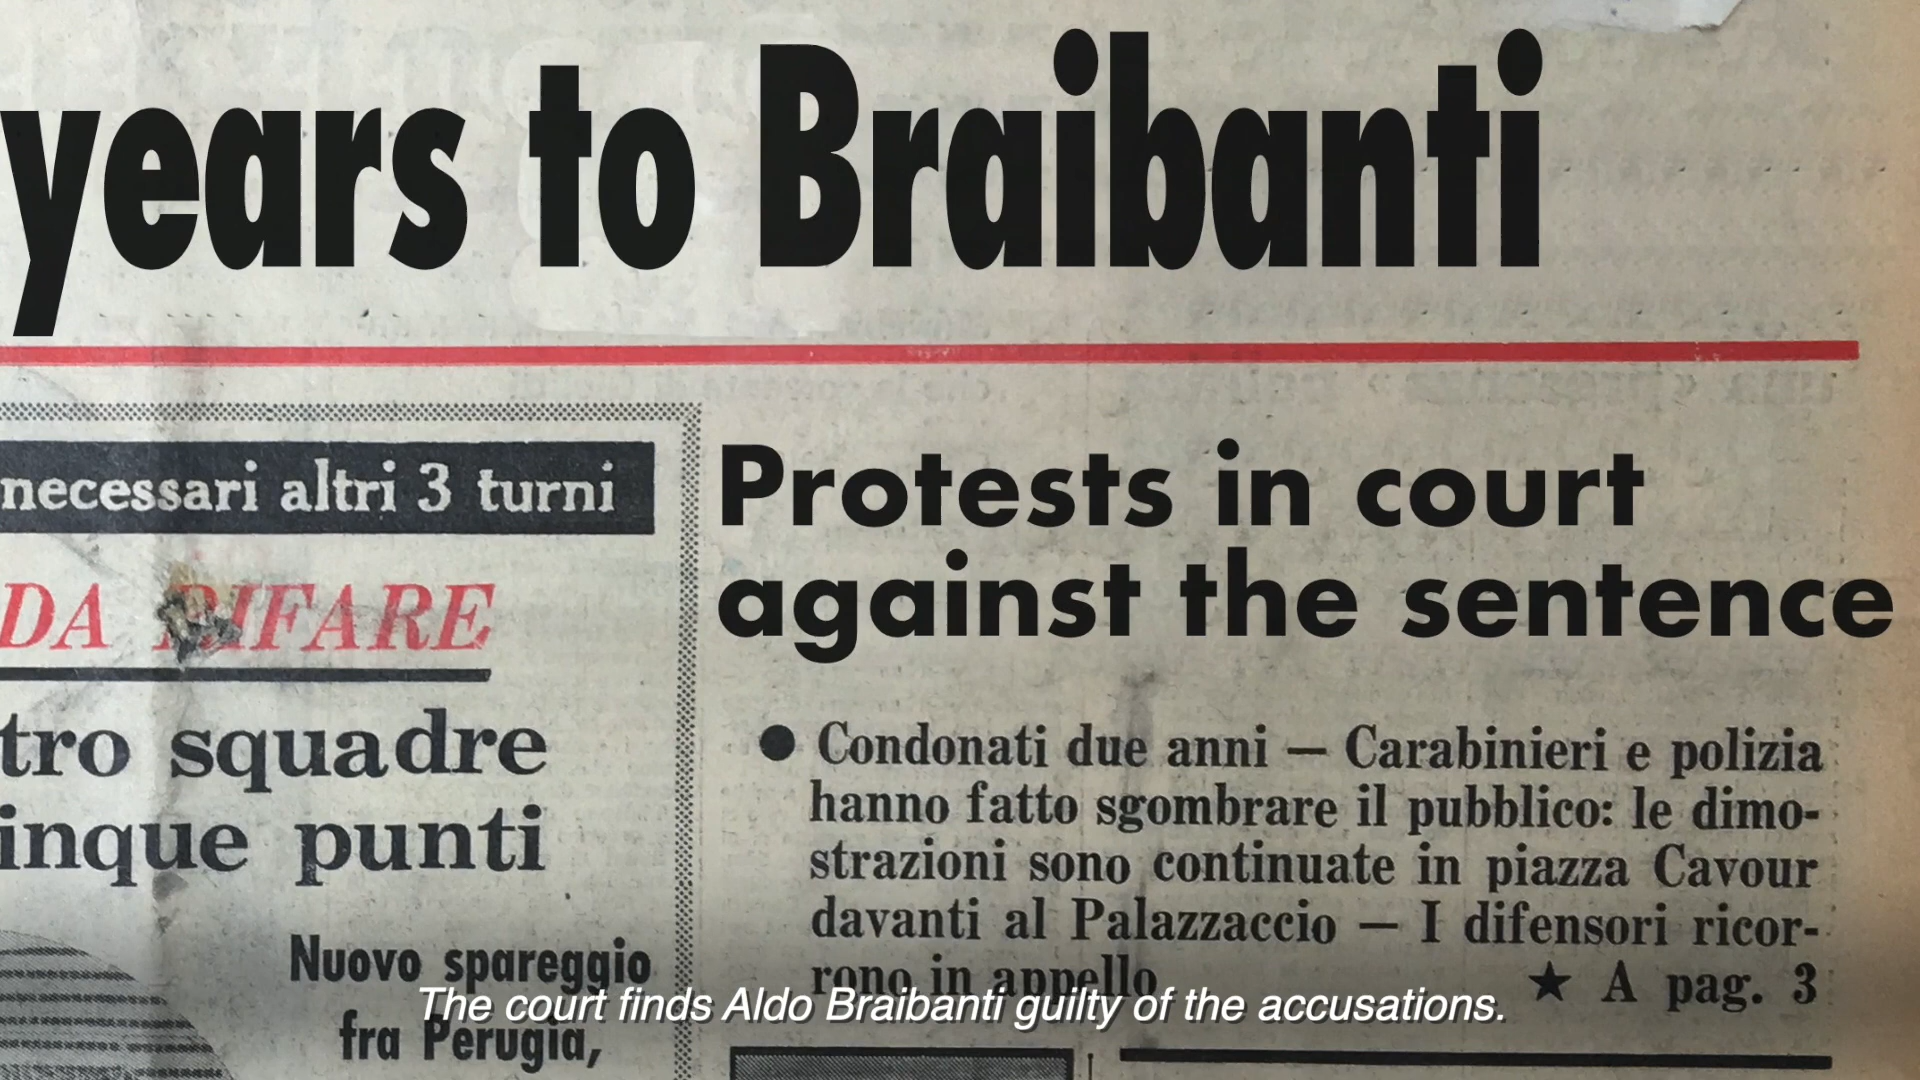 years to Braibanti
necessari altri 3 turni
DA RIFARE
tro squadre
inque punti
Nuovo spareggio
fra Perugia,
Protests in court
against the sentence
● Condonati due anni — Carabinieri e polizia
hanno fatto sgombrare il pubblico: le dimo-
strazioni sono continuate in piazza Cavour
davanti al Palazzaccio — I difensori ricor-
rono in appello ★ A pag. 3
The court finds Aldo Braibanti guilty of the accusations.